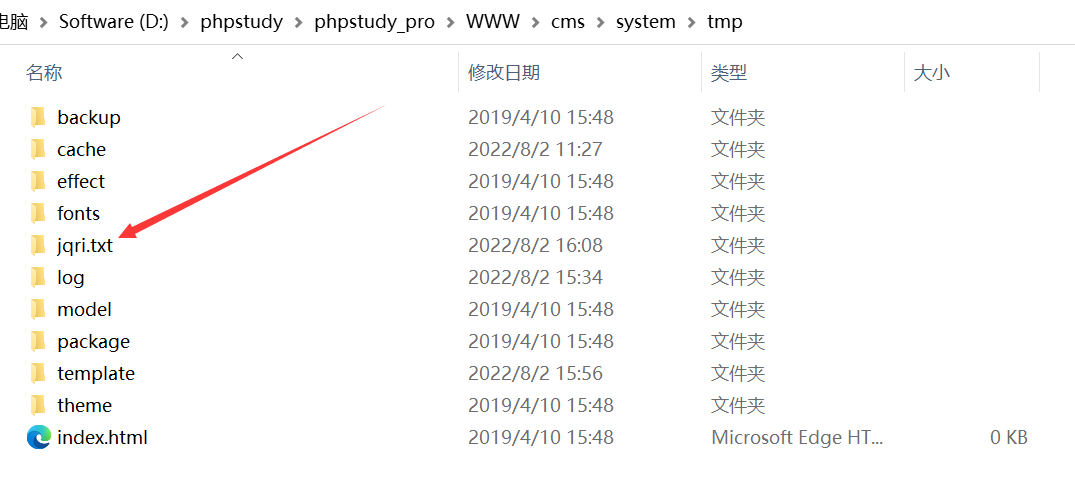 电脑 > Software (D:) > phpstudy > phpstudy_pro > WWW > cms > system > tmp
名称 修改日期 类型 大小
backup 2019/4/10 15:48 文件夹
cache 2022/8/2 11:27 文件夹
effect 2019/4/10 15:48 文件夹
fonts 2019/4/10 15:48 文件夹
jqri.txt 2022/8/2 16:08 文件夹
log 2022/8/2 15:34 文件夹
model 2019/4/10 15:48 文件夹
package 2019/4/10 15:48 文件夹
template 2022/8/2 15:56 文件夹
theme 2019/4/10 15:48 文件夹
index.html 2019/4/10 15:48 Microsoft Edge HT... 0 KB